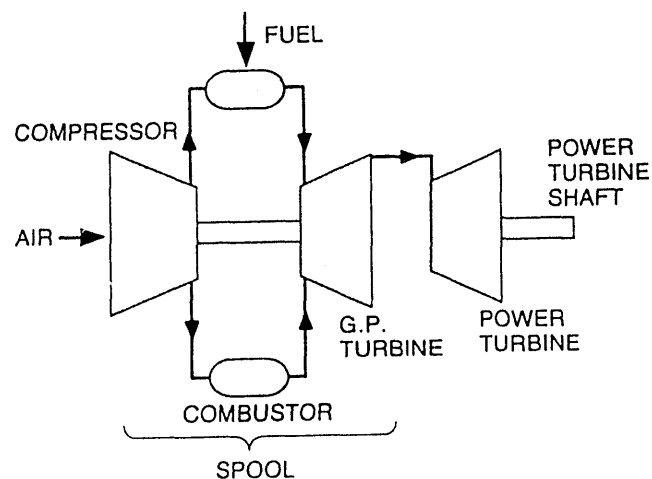 FUEL
COMPRESSOR
POWER
TURBINE
SHAFT
AIR
G.P.
TURBINE
POWER
TURBINE
COMBUSTOR
SPOOL